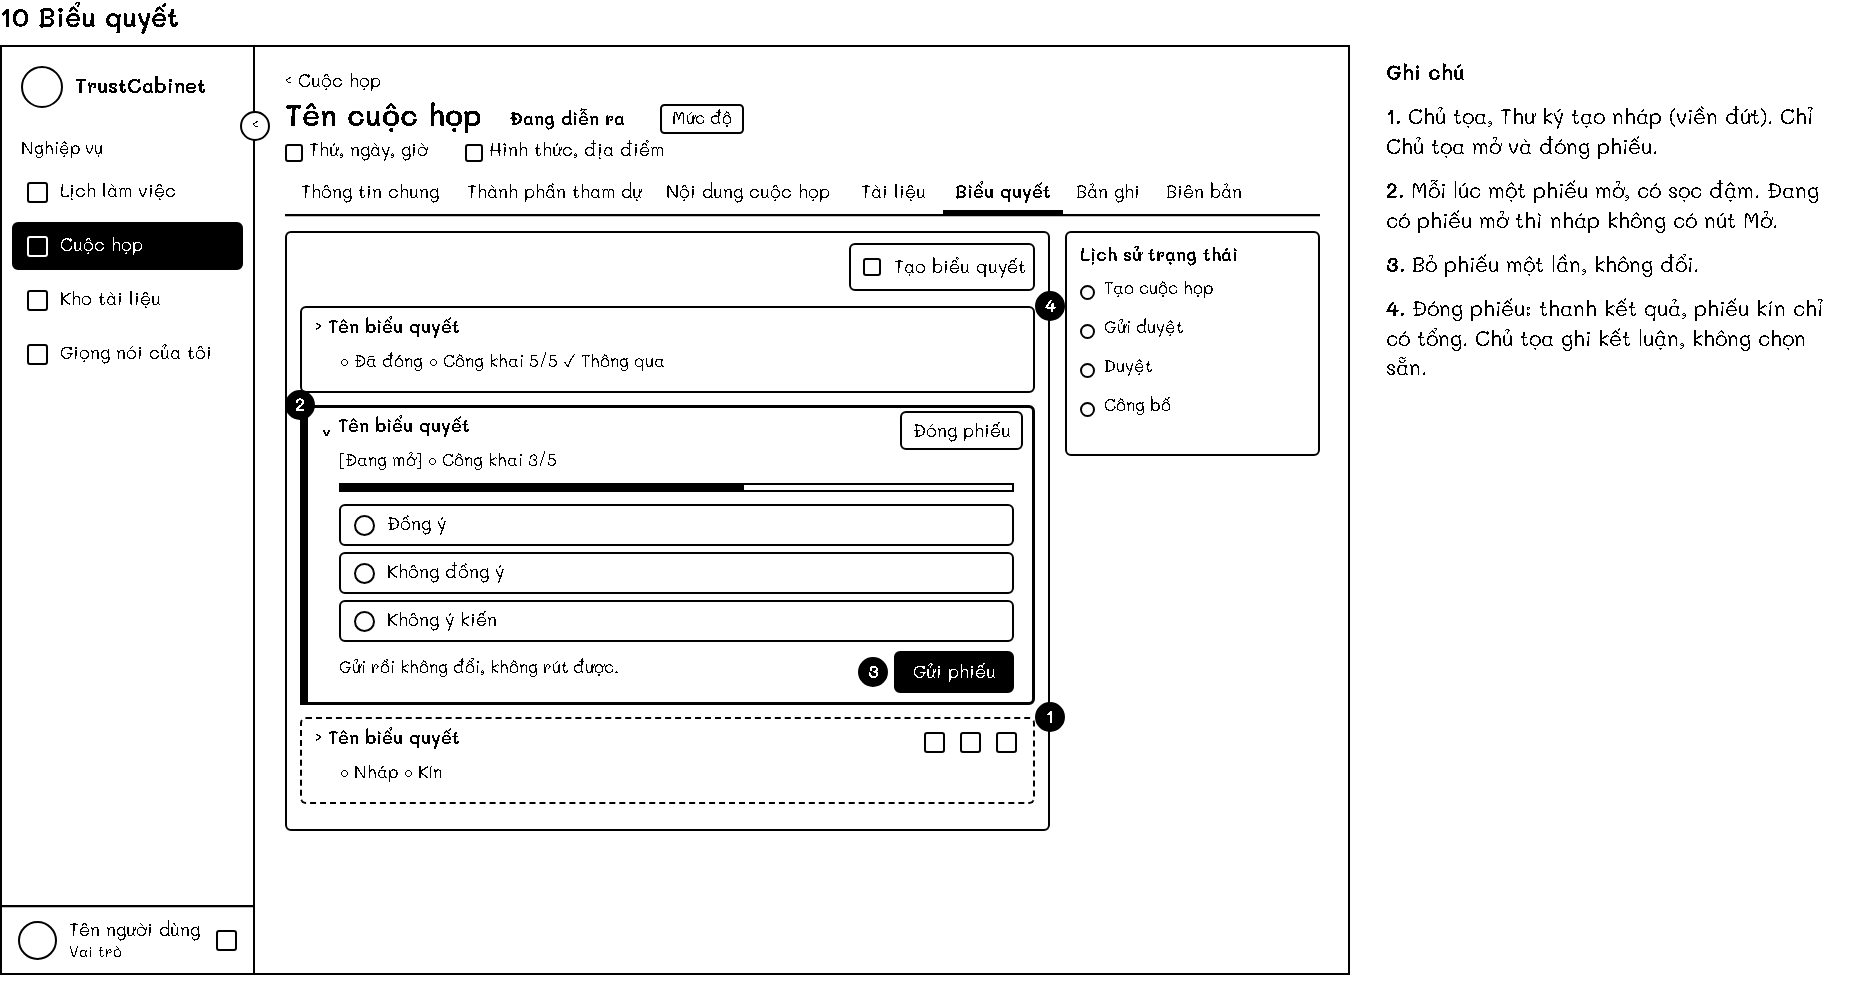 10 Biểu quyết
TrustCabinet
<
Nghiệp vụ
Lịch làm việc
Cuộc họp
Kho tài liệu
Giọng nói của tôi
Tên người dùng
Vai trò
< Cuộc họp
Tên cuộc họp Đang diễn ra Mức độ
Thứ, ngày, giờ Hình thức, địa điểm
Thông tin chung Thành phần tham dự Nội dung cuộc họp Tài liệu Biểu quyết Bản ghi Biên bản
Tạo biểu quyết
4
> Tên biểu quyết
○ Đã đóng ○ Công khai 5/5 ✓ Thông qua
2
v Tên biểu quyết Đóng phiếu
[Đang mở] ○ Công khai 3/5
Đồng ý
Không đồng ý
Không ý kiến
Gửi rồi không đổi, không rút được. 3 Gửi phiếu
1
> Tên biểu quyết
○ Nháp ○ Kín
Lịch sử trạng thái
Tạo cuộc họp
Gửi duyệt
Duyệt
Công bố
Ghi chú
1. Chủ tọa, Thư ký tạo nháp (viền đứt). Chỉ
Chủ tọa mở và đóng phiếu.
2. Mỗi lúc một phiếu mở, có sọc đậm. Đang
có phiếu mở thì nháp không có nút Mở.
3. Bỏ phiếu một lần, không đổi.
4. Đóng phiếu: thanh kết quả, phiếu kín chỉ
có tổng. Chủ tọa ghi kết luận, không chọn
sẵn.